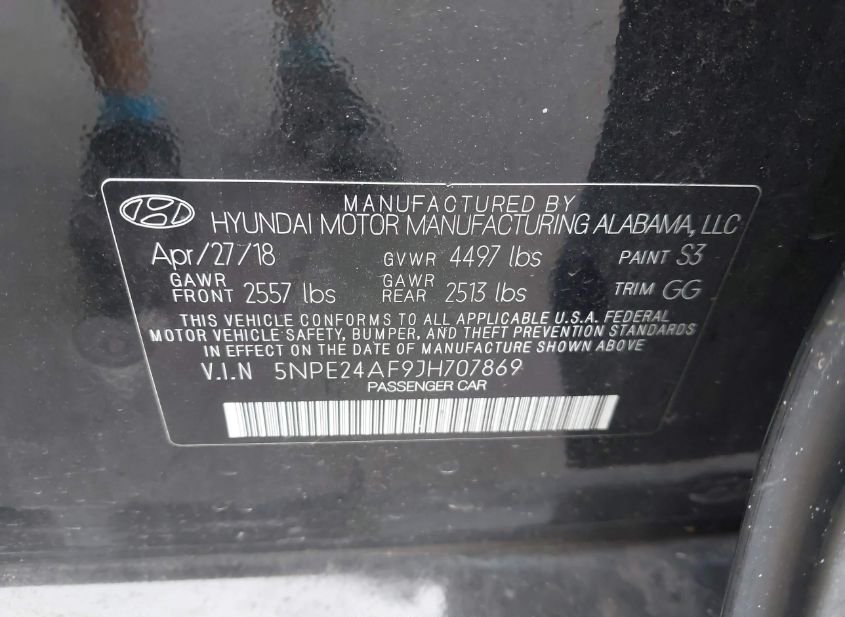 MANUFACTURED BY
HYUNDAI MOTOR MANUFACTURING ALABAMA, LLC
Apr/27/18 GVWR 4497 lbs PAINT S3
GAWR FRONT 2557 lbs GAWR REAR 2513 lbs TRIM GG
THIS VEHICLE CONFORMS TO ALL APPLICABLE U.S.A. FEDERAL
MOTOR VEHICLE SAFETY, BUMPER, AND THEFT PREVENTION STANDARDS
IN EFFECT ON THE DATE OF MANUFACTURE SHOWN ABOVE
V.I.N 5NPE24AF9JH707869
PASSENGER CAR